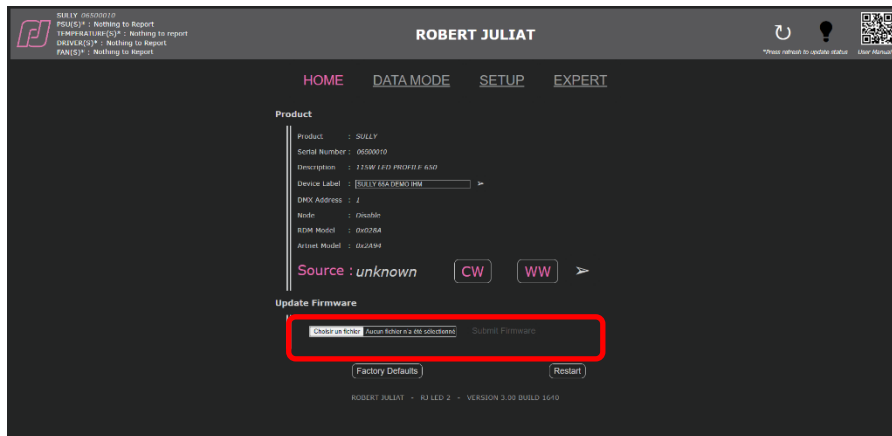 SULLY 06500010
PSU(S)* : Nothing to Report
TEMPERATURE(S)* : Nothing to report
DRIVER(S)* : Nothing to Report
FAN(S)* : Nothing to Report
ROBERT JULIAT
*Press refresh to update status
User Manual
HOME DATA MODE SETUP EXPERT
Product
Product : SULLY
Serial Number : 06500010
Description : 115W LED PROFILE 650
Device Label : SULLY 66A DEMO IHM
DMX Address : 1
Node : Disable
RDM Model : 0x028A
Artnet Model : 0x2A94
Source : unknown CW WW
Update Firmware
Choisir un fichier Aucun fichier n'a été sélectionné Submit Firmware
Factory Defaults Restart
ROBERT JULIAT - RJ LED 2 - VERSION 3.00 BUILD 1640